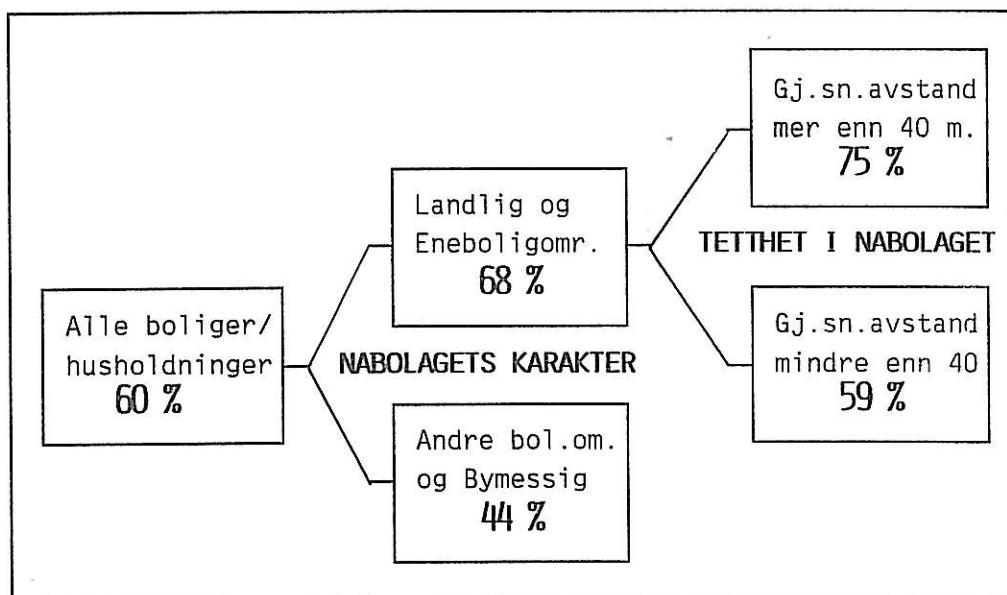 Alle boliger/
husholdninger
60 %
NABOLAGETS KARAKTER
Landlig og
Eneboligomr.
68 %
Andre bol.om.
og Bymessig
44 %
TETTHET I NABOLAGET
Gj.sn.avstand
mer enn 40 m.
75 %
Gj.sn.avstand
mindre enn 40
59 %